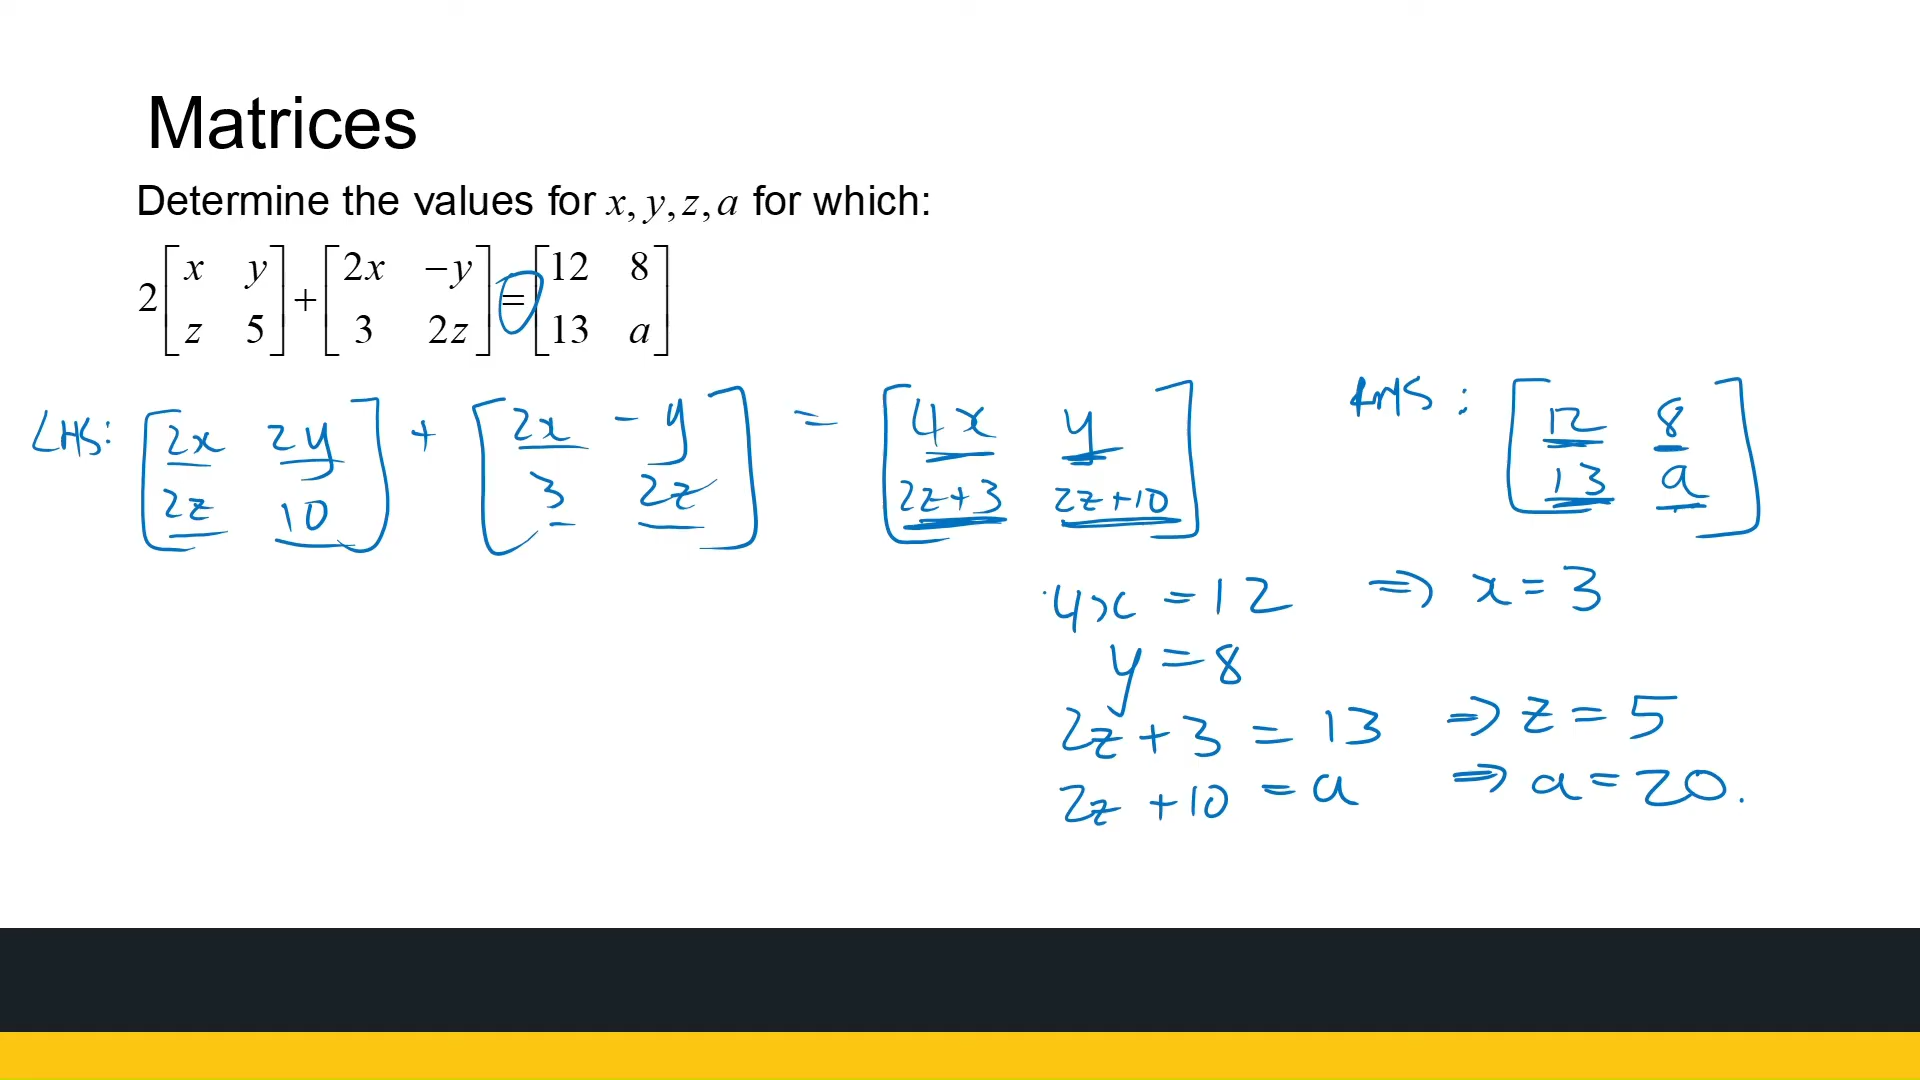 Matrices
Determine the values for x, y, z, a for which:
2[x y; z 5] + [2x −y; 3 2z] = [12 8; 13 a]
LHS: [2x 2y; 2z 10] + [2x −y; 3 2z] = [4x y; 2z+3 2z+10] RHS: [12 8; 13 a]
4x = 12 ⇒ x = 3
y = 8
2z + 3 = 13 ⇒ z = 5
2z + 10 = a ⇒ a = 20.